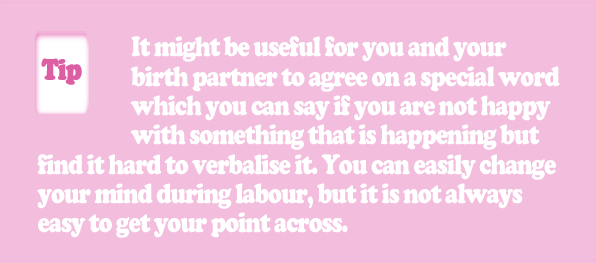 Tip
It might be useful for you and your
birth partner to agree on a special word
which you can say if you are not happy
with something that is happening but
find it hard to verbalise it. You can easily change
your mind during labour, but it is not always
easy to get your point across.